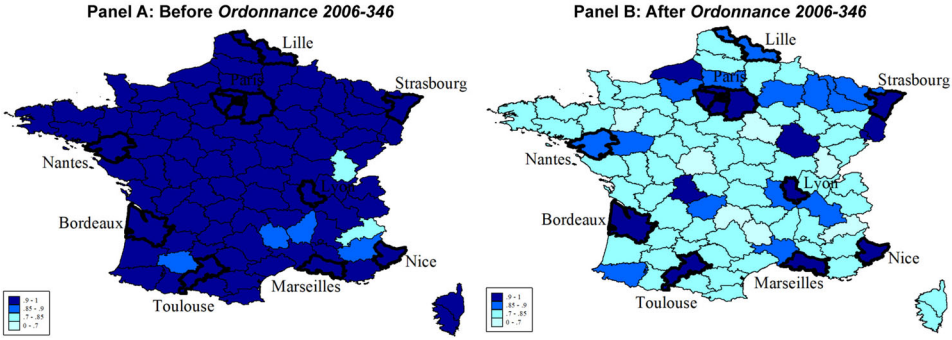 Panel A: Before Ordonnance 2006-346
Lille
Paris
Strasbourg
Nantes
Lyon
Bordeaux
Nice
Marseilles
Toulouse
.9 - 1
.85 - .9
.7 - .85
0 - .7
Panel B: After Ordonnance 2006-346
Lille
Paris
Strasbourg
Nantes
Lyon
Bordeaux
Nice
Marseilles
Toulouse
.9 - 1
.85 - .9
.7 - .85
0 - .7